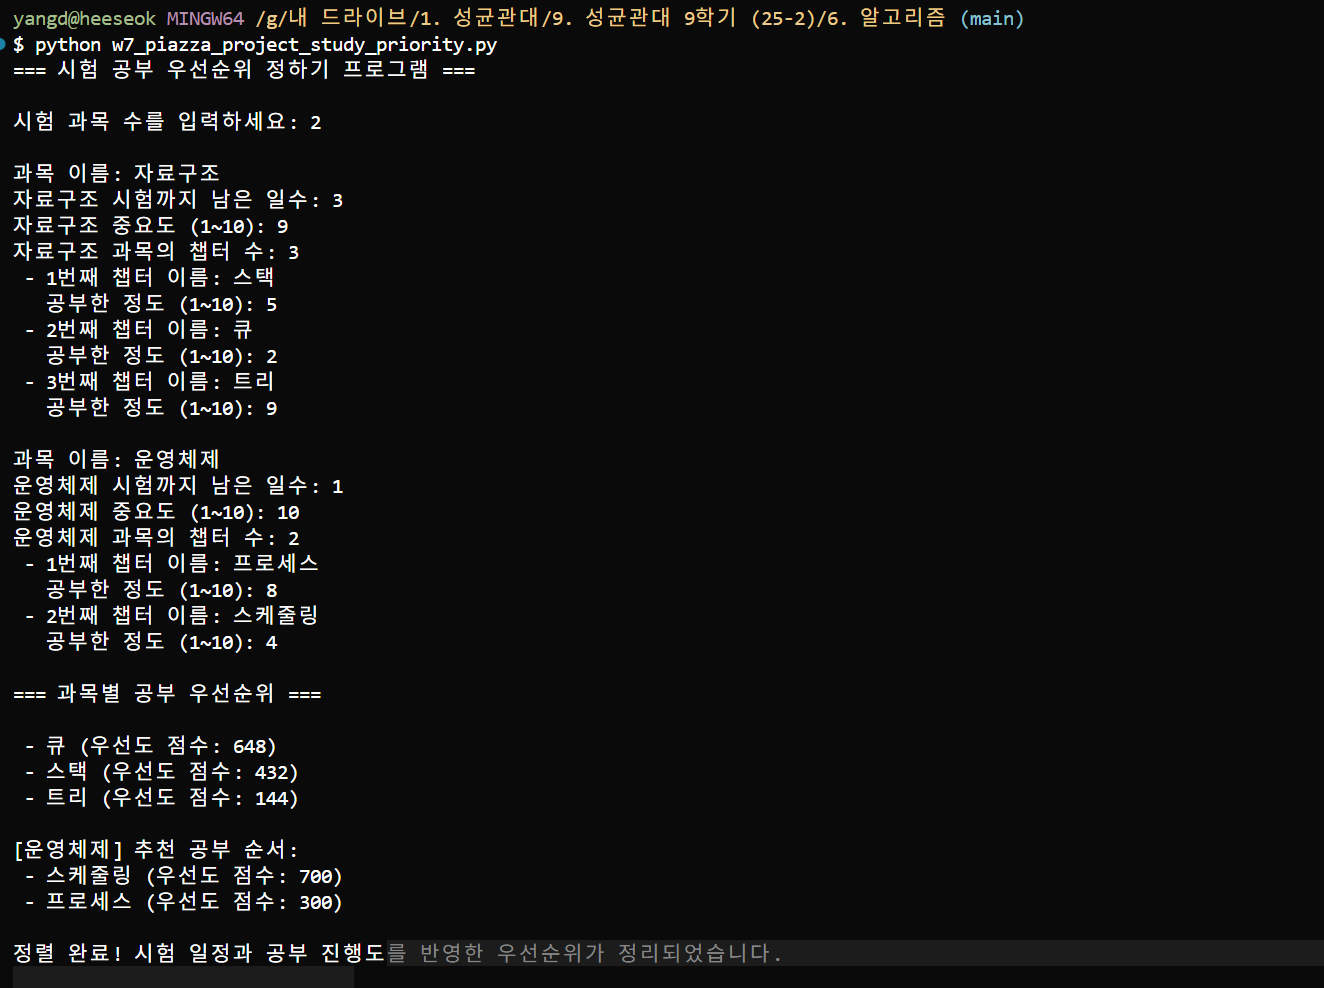 yangd@heeseok MINGW64 /g/내 드라이브/1. 성균관대/9. 성균관대 9학기 (25-2)/6. 알고리즘 (main)
$ python w7_piazza_project_study_priority.py
=== 시험 공부 우선순위 정하기 프로그램 ===
시험 과목 수를 입력하세요: 2
과목 이름: 자료구조
자료구조 시험까지 남은 일수: 3
자료구조 중요도 (1~10): 9
자료구조 과목의 챕터 수: 3
- 1번째 챕터 이름: 스택
공부한 정도 (1~10): 5
- 2번째 챕터 이름: 큐
공부한 정도 (1~10): 2
- 3번째 챕터 이름: 트리
공부한 정도 (1~10): 9
과목 이름: 운영체제
운영체제 시험까지 남은 일수: 1
운영체제 중요도 (1~10): 10
운영체제 과목의 챕터 수: 2
- 1번째 챕터 이름: 프로세스
공부한 정도 (1~10): 8
- 2번째 챕터 이름: 스케줄링
공부한 정도 (1~10): 4
=== 과목별 공부 우선순위 ===
- 큐 (우선도 점수: 648)
- 스택 (우선도 점수: 432)
- 트리 (우선도 점수: 144)
[운영체제] 추천 공부 순서:
- 스케줄링 (우선도 점수: 700)
- 프로세스 (우선도 점수: 300)
정렬 완료! 시험 일정과 공부 진행도를 반영한 우선순위가 정리되었습니다.